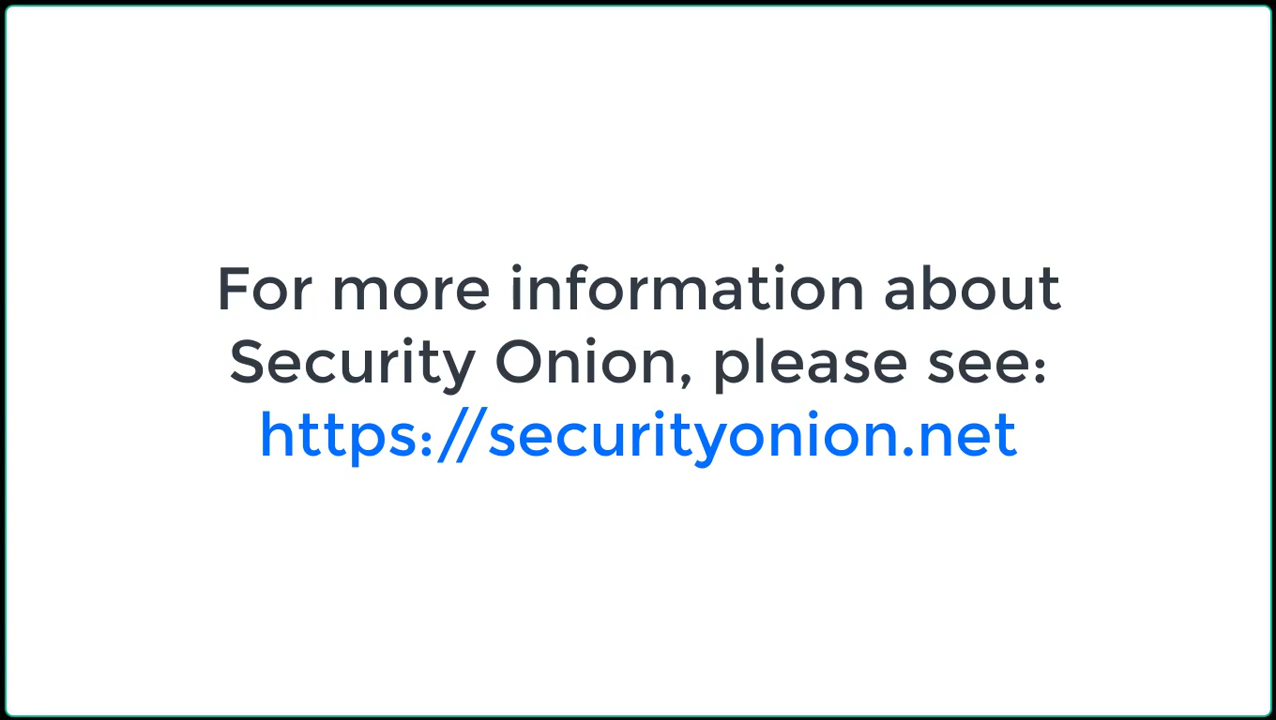 For more information about
Security Onion, please see:
https://securityonion.net